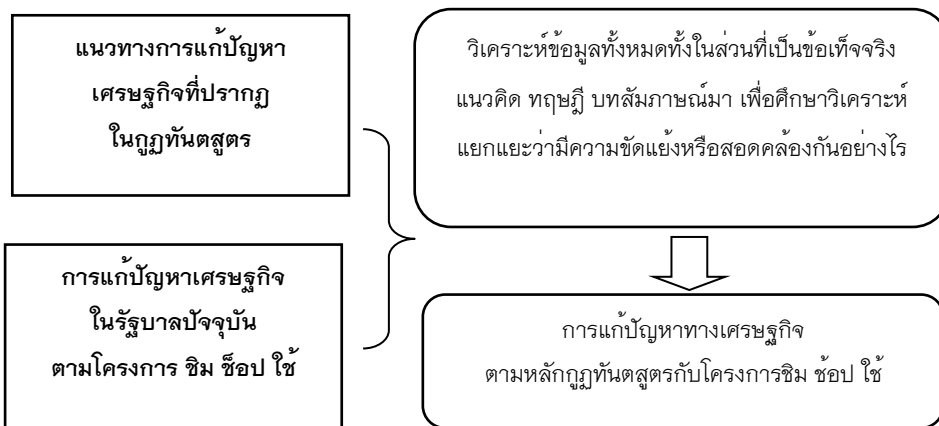 แนวทางการแก้ปัญหา
เศรษฐกิจที่ปรากฏ
ในกูฏทันตสูตร
การแก้ปัญหาเศรษฐกิจ
ในรัฐบาลปัจจุบัน
ตามโครงการ ชิม ช็อป ใช้
วิเคราะห์ข้อมูลทั้งหมดทั้งในส่วนที่เป็นข้อเท็จจริง
แนวคิด ทฤษฎี บทสัมภาษณ์มา เพื่อศึกษาวิเคราะห์
แยกแยะว่ามีความขัดแย้งหรือสอดคล้องกันอย่างไร
การแก้ปัญหาทางเศรษฐกิจ
ตามหลักกูฏทันตสูตรกับโครงการชิม ช้อป ใช้